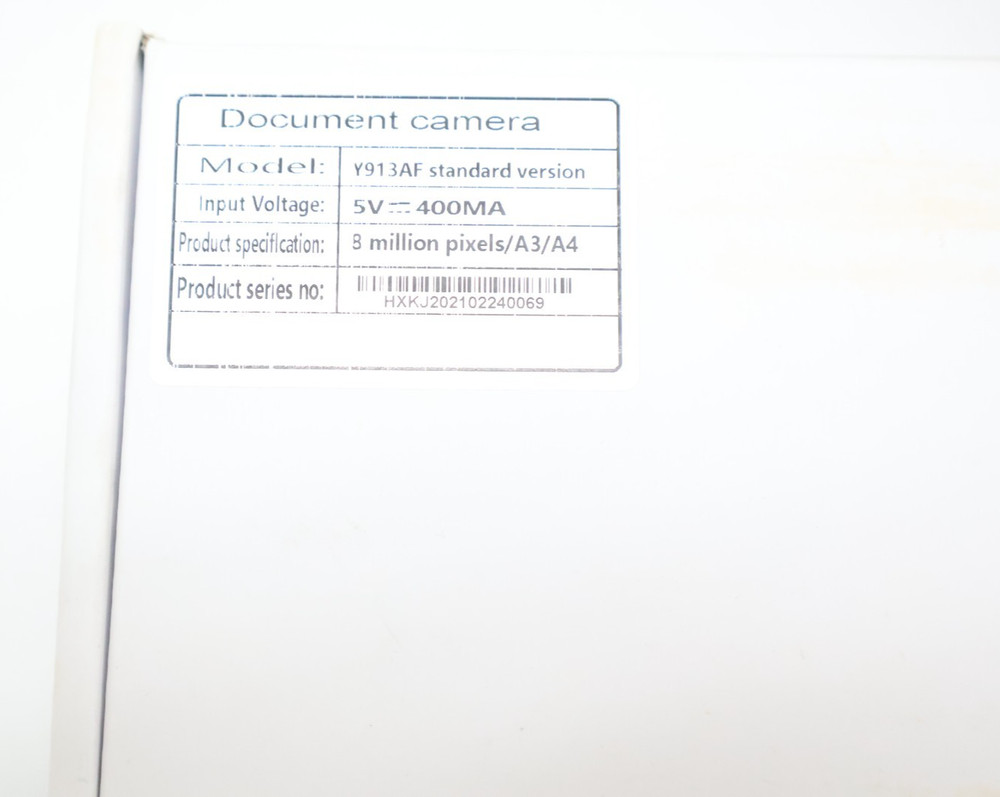 Document camera
Model: Y913AF standard version
Input Voltage: 5V⎓400MA
Product specification: 8 million pixels/A3/A4
Product series no: HXKJ202102240069